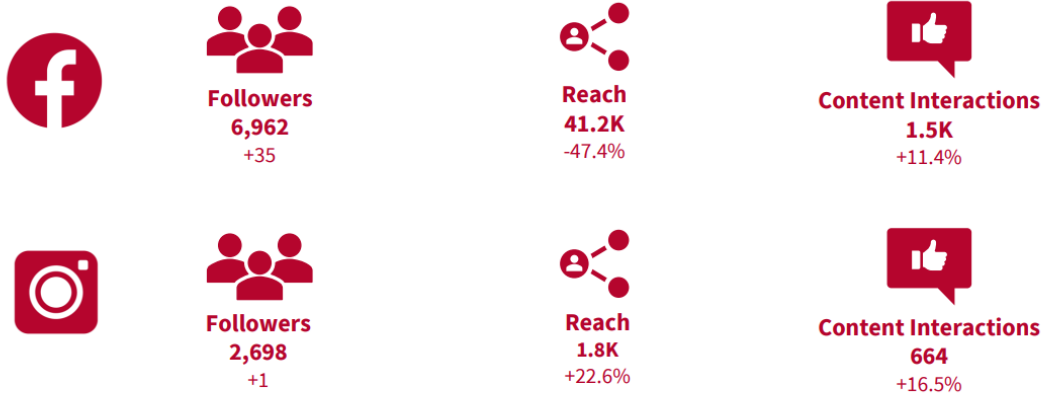 Followers
6,962
+35
Reach
41.2K
-47.4%
Content Interactions
1.5K
+11.4%
Followers
2,698
+1
Reach
1.8K
+22.6%
Content Interactions
664
+16.5%